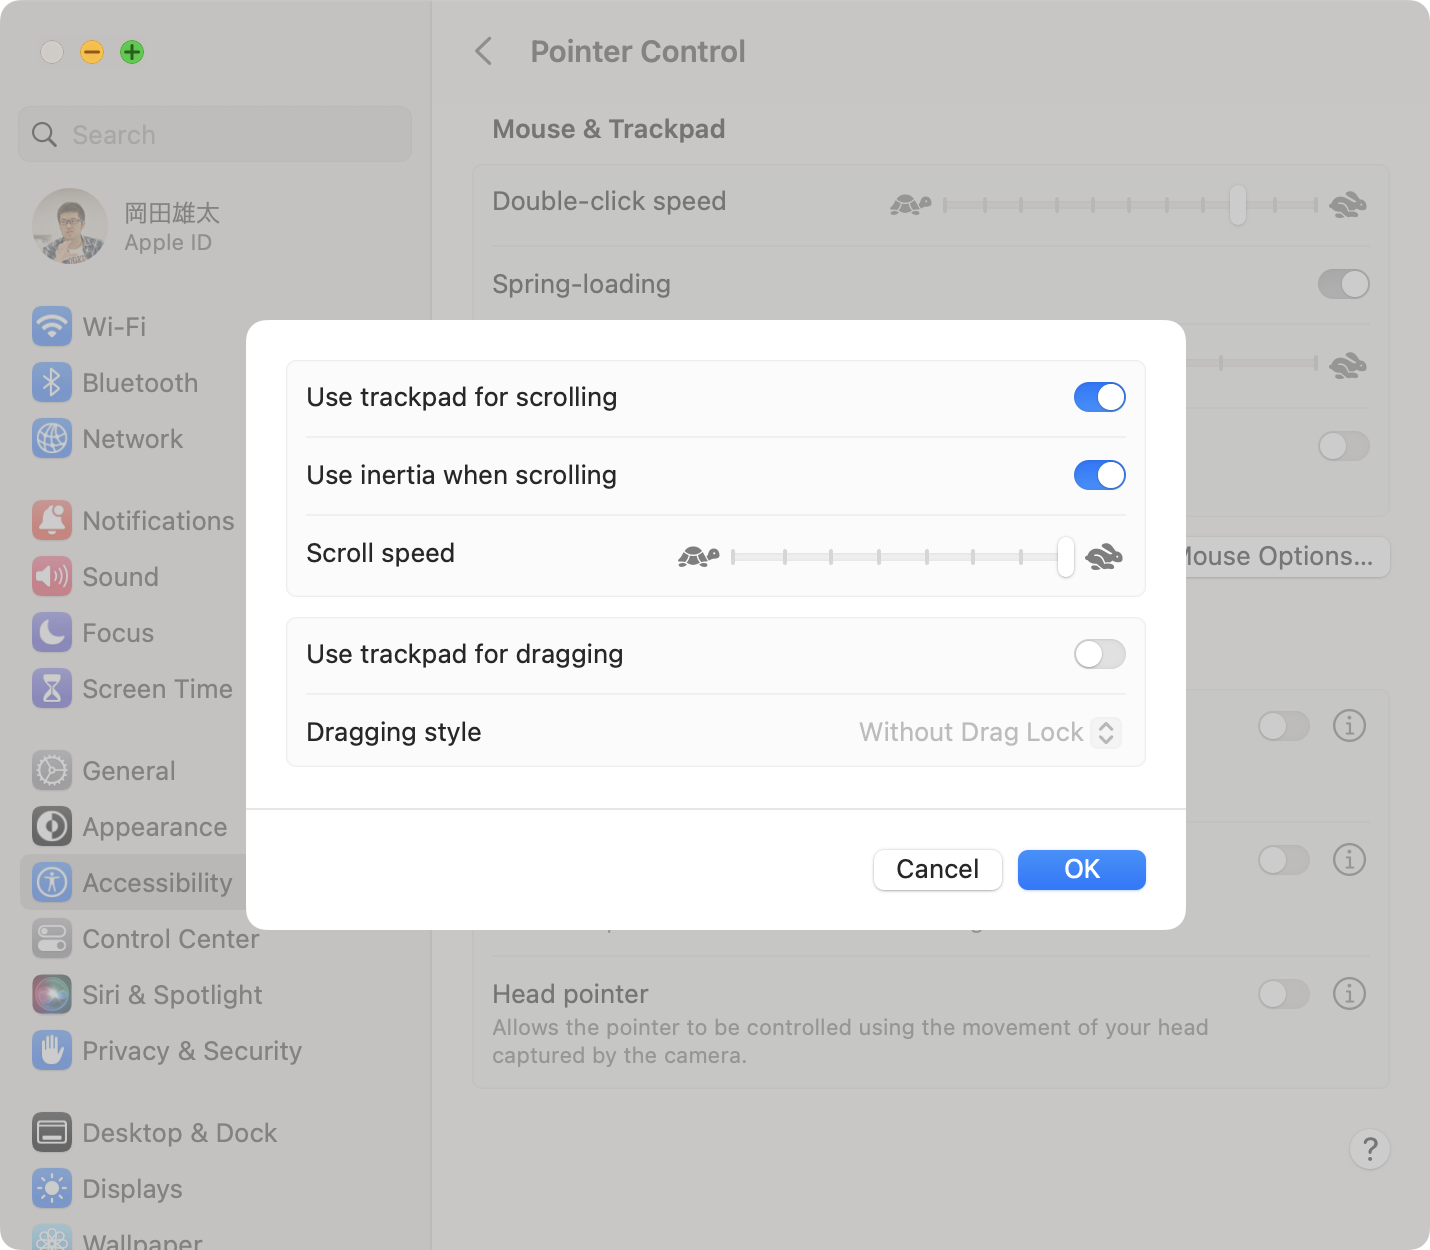 Pointer Control
Search
岡田雄太
Apple ID
Wi-Fi
Bluetooth
Network
Notifications
Sound
Focus
Screen Time
General
Appearance
Accessibility
Control Center
Siri & Spotlight
Privacy & Security
Desktop & Dock
Displays
Wallpaper
Mouse & Trackpad
Double-click speed
Spring-loading
Mouse Options...
Use trackpad for scrolling
Use inertia when scrolling
Scroll speed
Use trackpad for dragging
Dragging style
Without Drag Lock
Cancel
OK
Head pointer
Allows the pointer to be controlled using the movement of your head
captured by the camera.
?